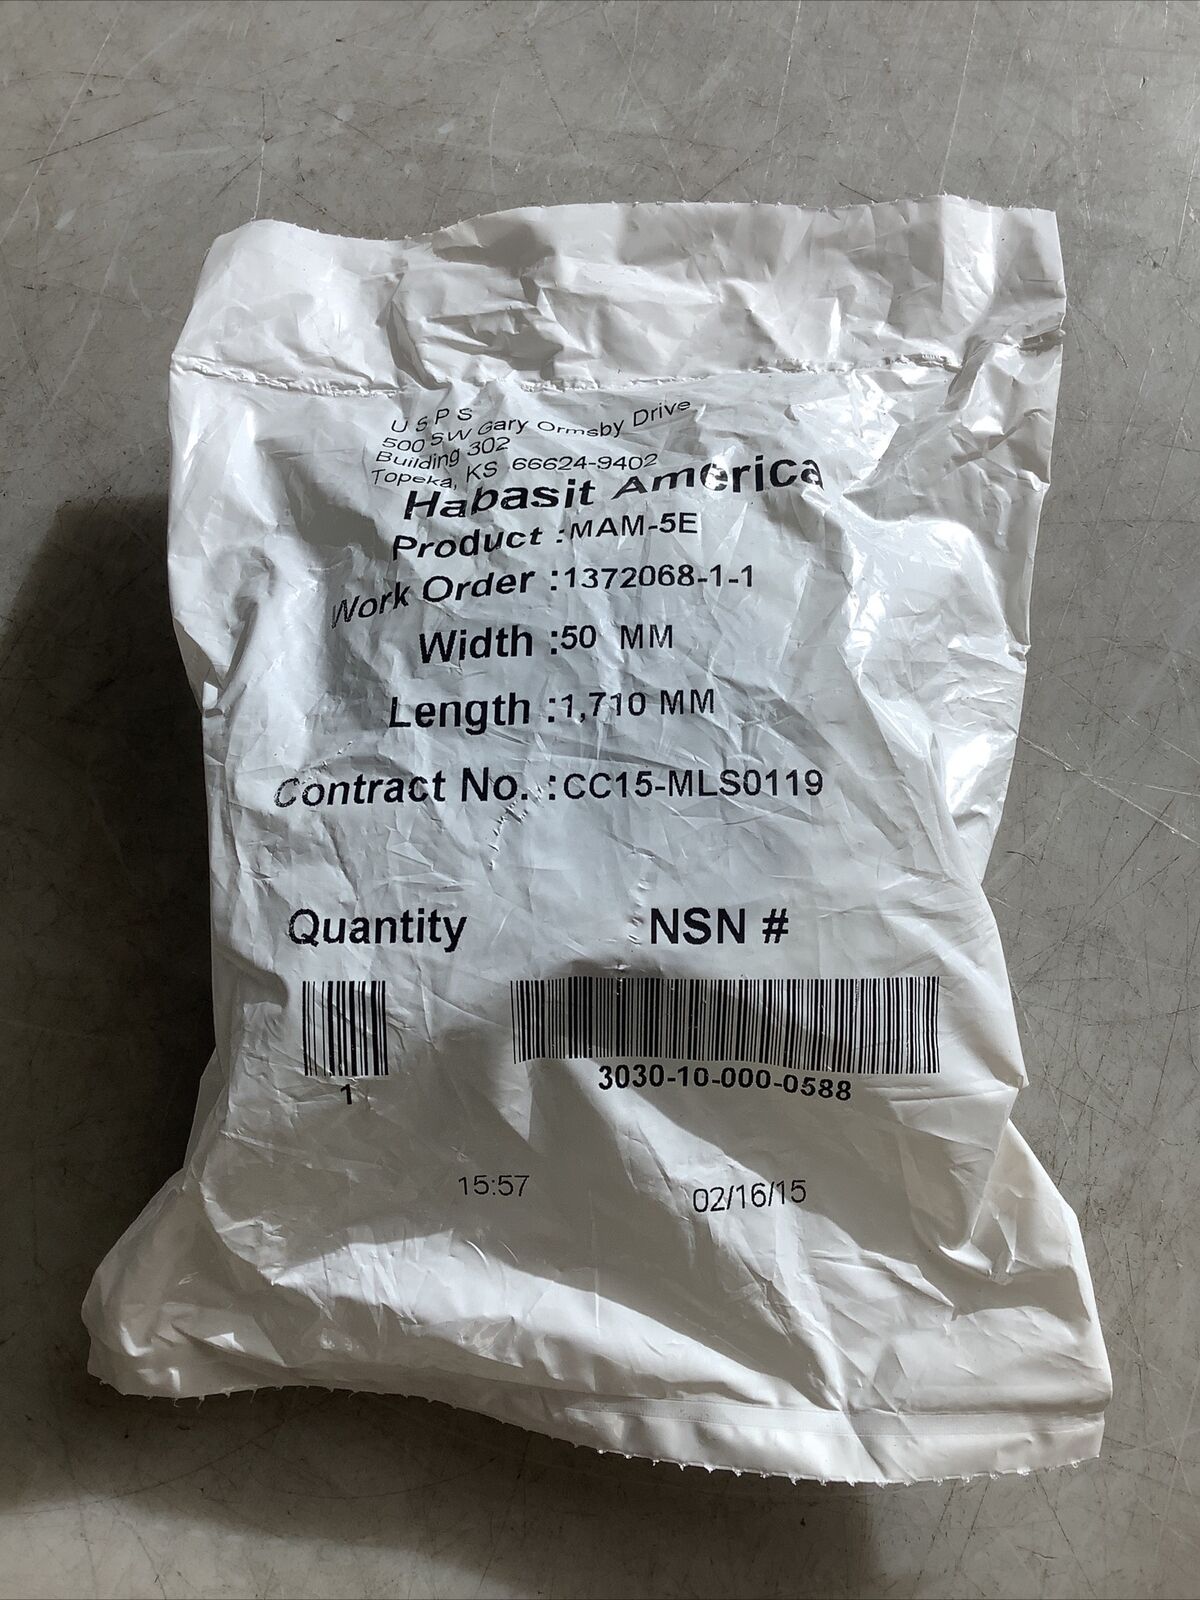 U S P S
500 SW Gary Ormsby Drive
Building 302
Topeka, KS 66624-9402
Habasit America
Product :MAM-5E
Work Order :1372068-1-1
Width :50 MM
Length :1,710 MM
Contract No. :CC15-MLS0119
Quantity NSN #
1 3030-10-000-0588
15:57 02/16/15